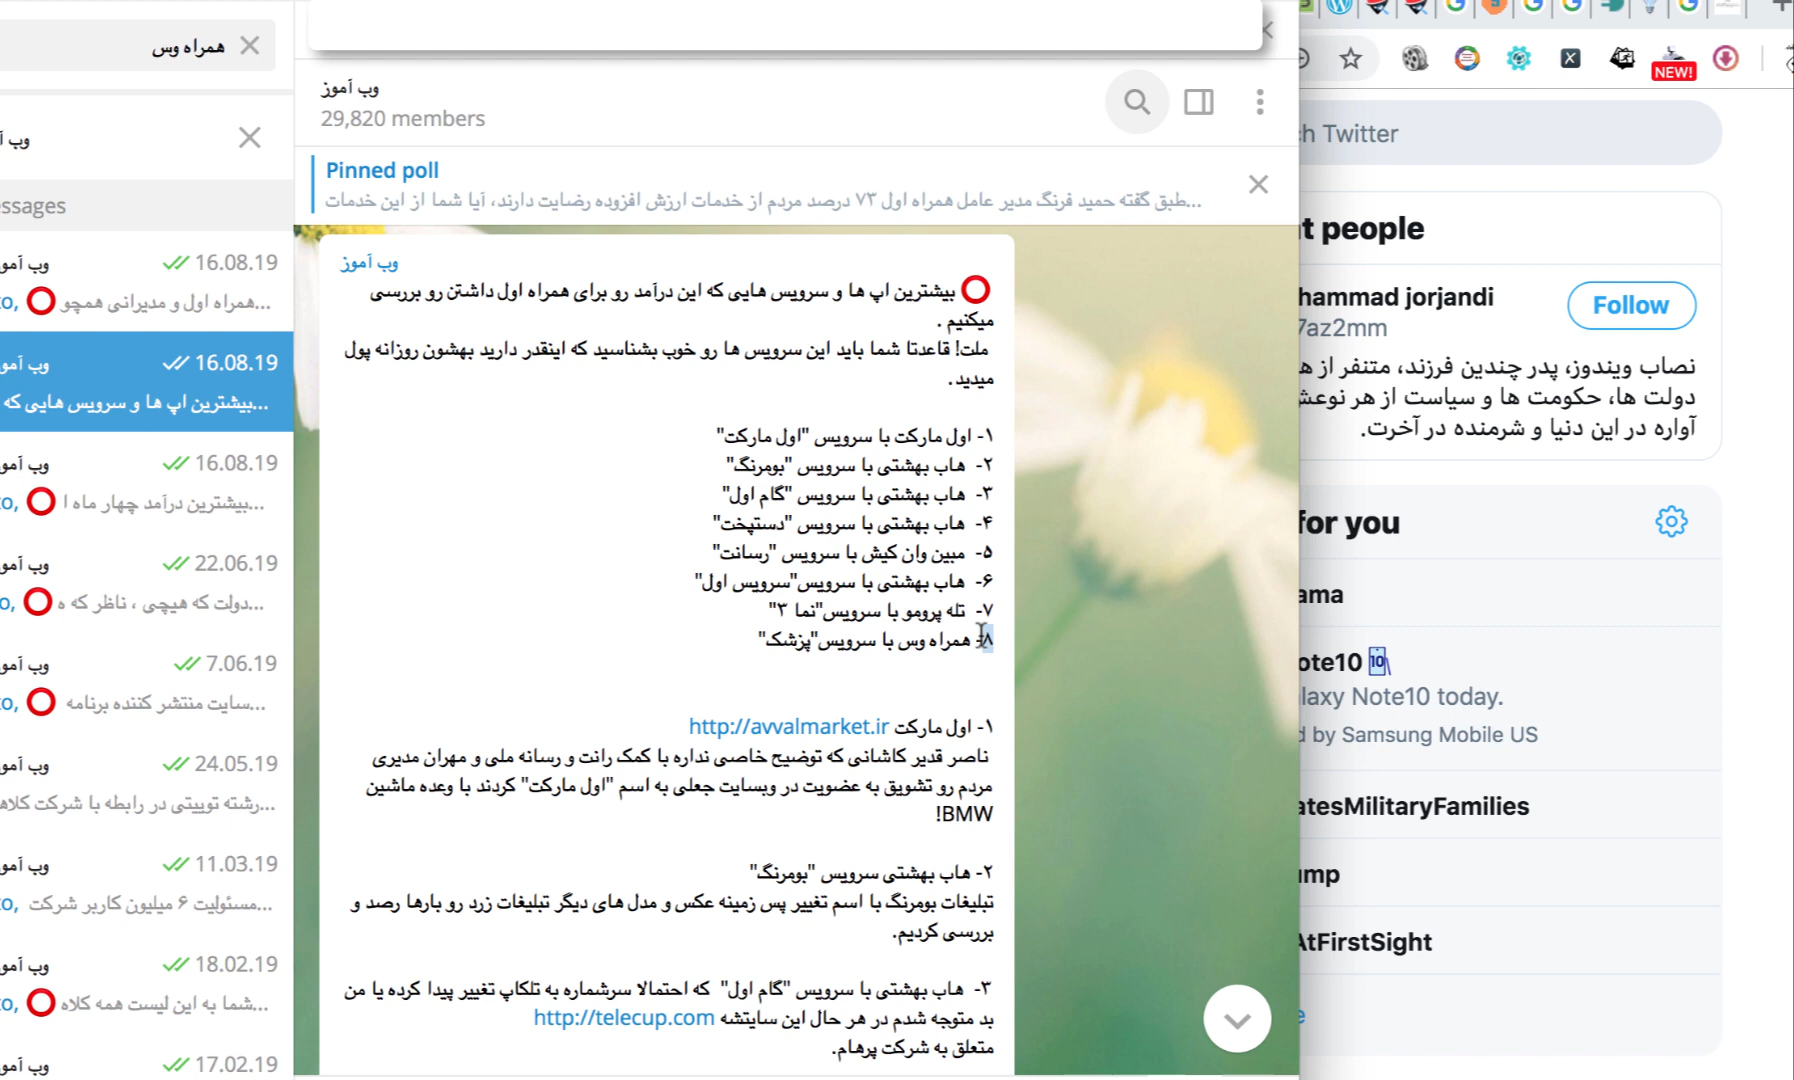 همراه وس
وب آموز
16.08.19
همراه اول و مدیرانی همچو...
16.08.19
بیشترین اپ ها و سرویس هایی که...
16.08.19
بیشترین درآمد چهار ماه ا...
22.06.19
دولت که هیچی ، ناظر که ه...
7.06.19
سایت منتشر کننده برنامه...
24.05.19
رشته توییتی در رابطه با شرکت کلاه...
11.03.19
مسئولیت ۶ میلیون کاربر شرکت...
18.02.19
شما به این لیست همه کلاه...
17.02.19
وب آموز
29,820 members
Pinned poll
طبق گفته حمید فرنگ مدیر عامل همراه اول ۷۳ درصد مردم از خدمات ارزش افزوده رضایت دارند، آیا شما از این خدمات...
وب آموز
⭕ بیشترین اپ ها و سرویس هایی که این درآمد رو برای همراه اول داشتن رو بررسی
میکنیم .
ملت! قاعدتا شما باید این سرویس ها رو خوب بشناسید که اینقدر دارید بهشون روزانه پول
میدید.
۱- اول مارکت با سرویس "اول مارکت"
۲- هاب بهشتی با سرویس "بومرنگ"
۳- هاب بهشتی با سرویس "گام اول"
۴- هاب بهشتی با سرویس "دستپخت"
۵- مبین وان کیش با سرویس "رسانت"
۶- هاب بهشتی با سرویس"سرویس اول"
۷- تله پرومو با سرویس"نما ۳"
۸- همراه وس با سرویس"پزشک"
۱- اول مارکت http://avvalmarket.ir
ناصر قدیر کاشانی که توضیح خاصی نداره با کمک رانت و رسانه ملی و مهران مدیری
مردم رو تشویق به عضویت در وبسایت جعلی به اسم "اول مارکت" کردند با وعده ماشین
BMW!
۲- هاب بهشتی سرویس "بومرنگ"
تبلیغات بومرنگ با اسم تغییر پس زمینه عکس و مدل های دیگر تبلیغات زرد رو بارها رصد و
بررسی کردیم.
۳- هاب بهشتی با سرویس "گام اول" که احتمالا سرشماره به تلکاپ تغییر پیدا کرده یا من
بد متوجه شدم در هر حال این سایتشه http://telecup.com
متعلق به شرکت پرهام.
NEW!
Twitter
people
jorjandi
7az2mm
Follow
نصاب ویندوز، پدر چندین فرزند، متنفر از
دولت ها، حکومت ها و سیاست از هر نوعش
آواره در این دنیا و شرمنده در آخرت.
for you
ote10
Note10 today.
by Samsung Mobile US
atesMilitaryFamilies
AtFirstSight